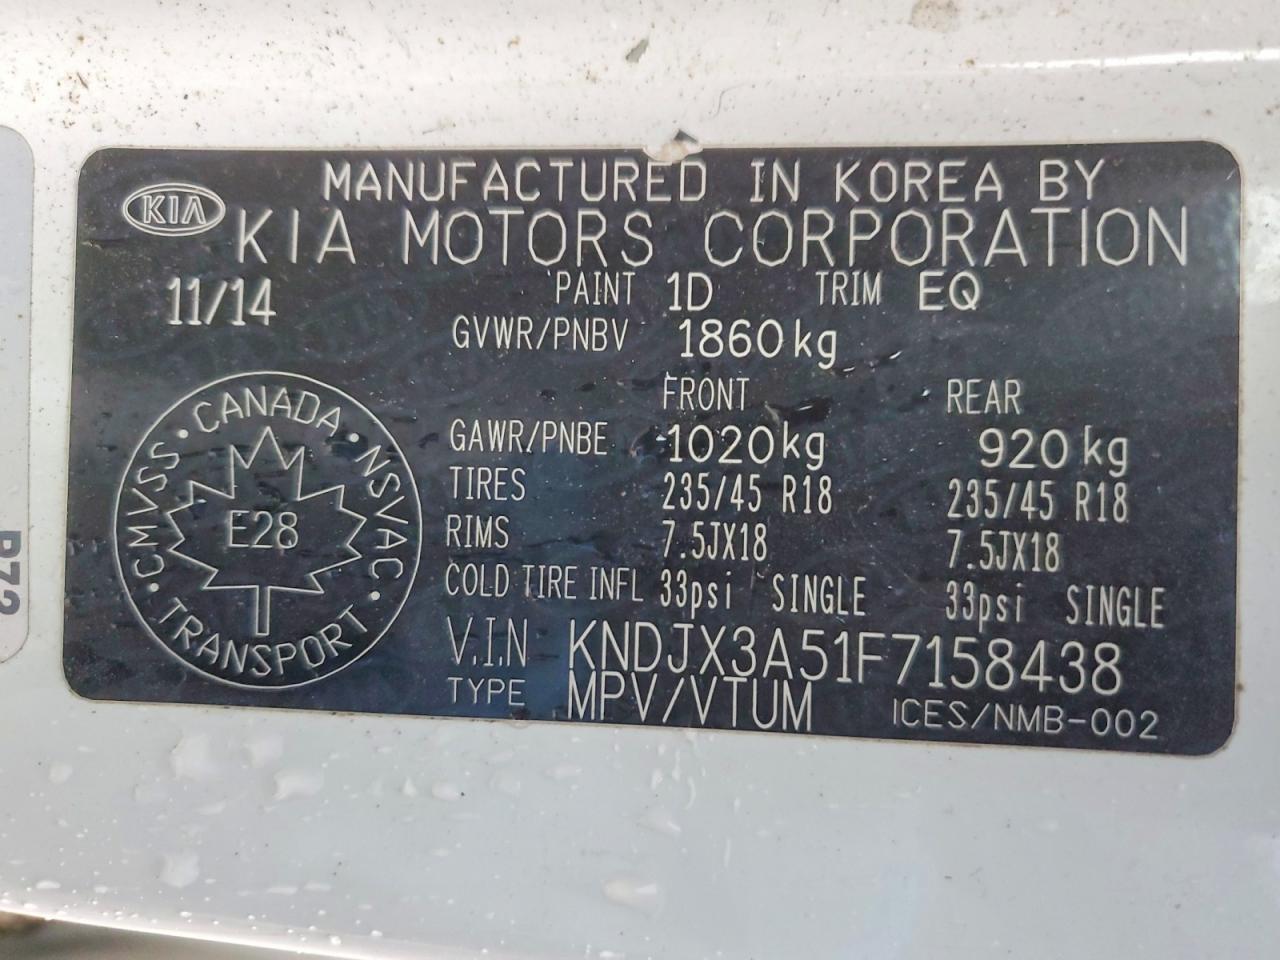 KIA
MANUFACTURED IN KOREA BY
KIA MOTORS CORPORATION
11/14 PAINT 1D TRIM EQ
GVWR/PNBV 1860kg
FRONT REAR
GAWR/PNBE 1020kg 920kg
TIRES 235/45 R18 235/45 R18
RIMS 7.5JX18 7.5JX18
COLD TIRE INFL 33psi SINGLE 33psi SINGLE
V.I.N KNDJX3A51F7158438
TYPE MPV/VTUM ICES/NMB-002
CMVSS • CANADA • NSVAC • TRANSPORT •
E28